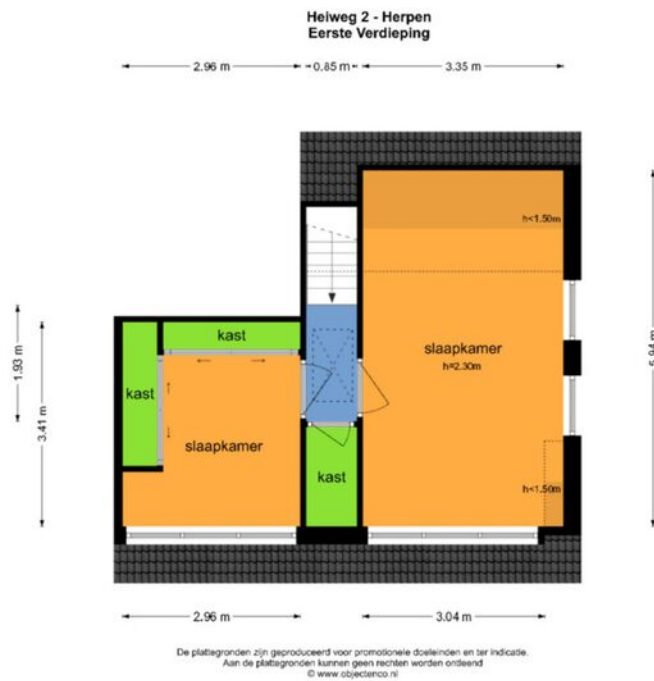 Heiweg 2 - Herpen
Eerste Verdieping
2.96 m
0.85 m
3.35 m
h<1.50m
1.93 m
3.41 m
5.94 m
kast
kast
slaapkamer
h=2.30m
slaapkamer
kast
h<1.50m
2.96 m
3.04 m
De plattegronden zijn geproduceerd voor promotionele doeleinden en ter indicatie.
Aan de plattegronden kunnen geen rechten worden ontleend
© www.objectenco.nl